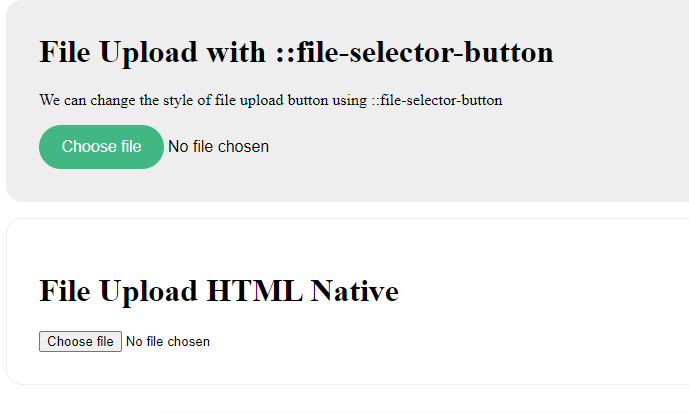 File Upload with ::file-selector-button
We can change the style of file upload button using ::file-selector-button
Choose file No file chosen
File Upload HTML Native
Choose file No file chosen